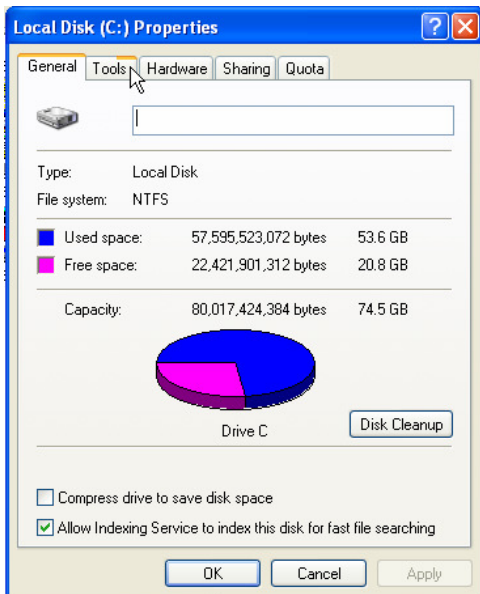 Local Disk (C:) Properties
General Tools Hardware Sharing Quota
Type: Local Disk
File system: NTFS
Used space: 57,595,523,072 bytes 53.6 GB
Free space: 22,421,901,312 bytes 20.8 GB
Capacity: 80,017,424,384 bytes 74.5 GB
Drive C
Disk Cleanup
Compress drive to save disk space
Allow Indexing Service to index this disk for fast file searching
OK Cancel Apply